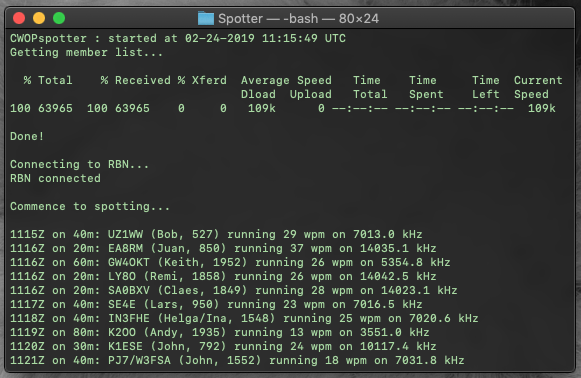 Spotter — -bash — 80×24
CWOPspotter : started at 02-24-2019 11:15:49 UTC
Getting member list...
  % Total    % Received % Xferd  Average Speed   Time    Time     Time  Current
                                 Dload  Upload   Total   Spent    Left  Speed
100 63965  100 63965    0     0   109k      0 --:--:-- --:--:-- --:--:--  109k
Done!
Connecting to RBN...
RBN connected
Commence to spotting...
1115Z on 40m: UZ1WW (Bob, 527) running 29 wpm on 7013.0 kHz
1116Z on 20m: EA8RM (Juan, 850) running 37 wpm on 14035.1 kHz
1116Z on 60m: GW4OKT (Keith, 1952) running 26 wpm on 5354.8 kHz
1116Z on 20m: LY8O (Remi, 1858) running 26 wpm on 14042.5 kHz
1116Z on 20m: SA0BXV (Claes, 1849) running 28 wpm on 14023.1 kHz
1117Z on 40m: SE4E (Lars, 950) running 23 wpm on 7016.5 kHz
1118Z on 40m: IN3FHE (Helga/Ina, 1548) running 25 wpm on 7020.6 kHz
1119Z on 80m: K2OO (Andy, 1935) running 13 wpm on 3551.0 kHz
1120Z on 30m: K1ESE (John, 792) running 24 wpm on 10117.4 kHz
1121Z on 40m: PJ7/W3FSA (John, 1552) running 18 wpm on 7031.8 kHz